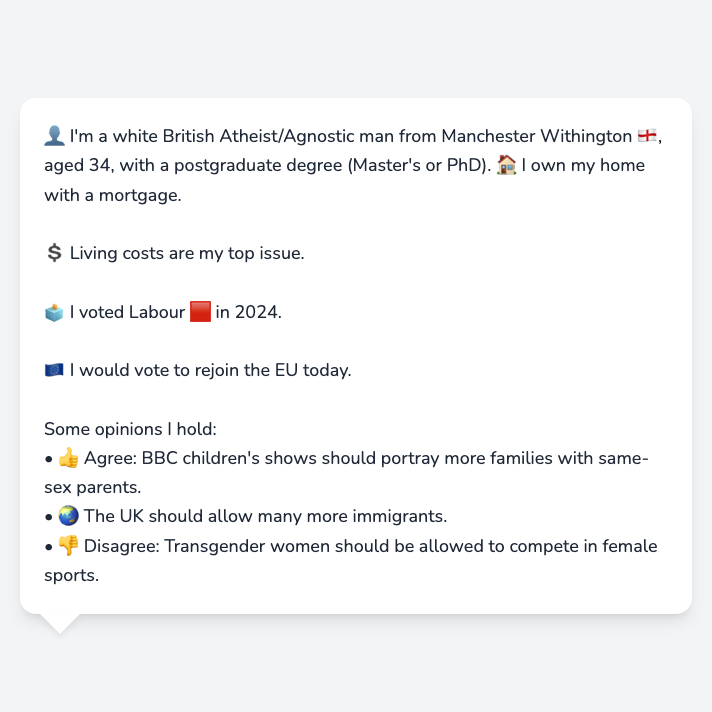 👤 I'm a white British Atheist/Agnostic man from Manchester Withington 🏴󠁧󠁢󠁥󠁮󠁧󠁿,
aged 34, with a postgraduate degree (Master's or PhD). 🏠 I own my home
with a mortgage.
💲 Living costs are my top issue.
🗳️ I voted Labour 🟥 in 2024.
🇪🇺 I would vote to rejoin the EU today.
Some opinions I hold:
• 👍 Agree: BBC children's shows should portray more families with same-
sex parents.
• 🌏 The UK should allow many more immigrants.
• 👎 Disagree: Transgender women should be allowed to compete in female
sports.